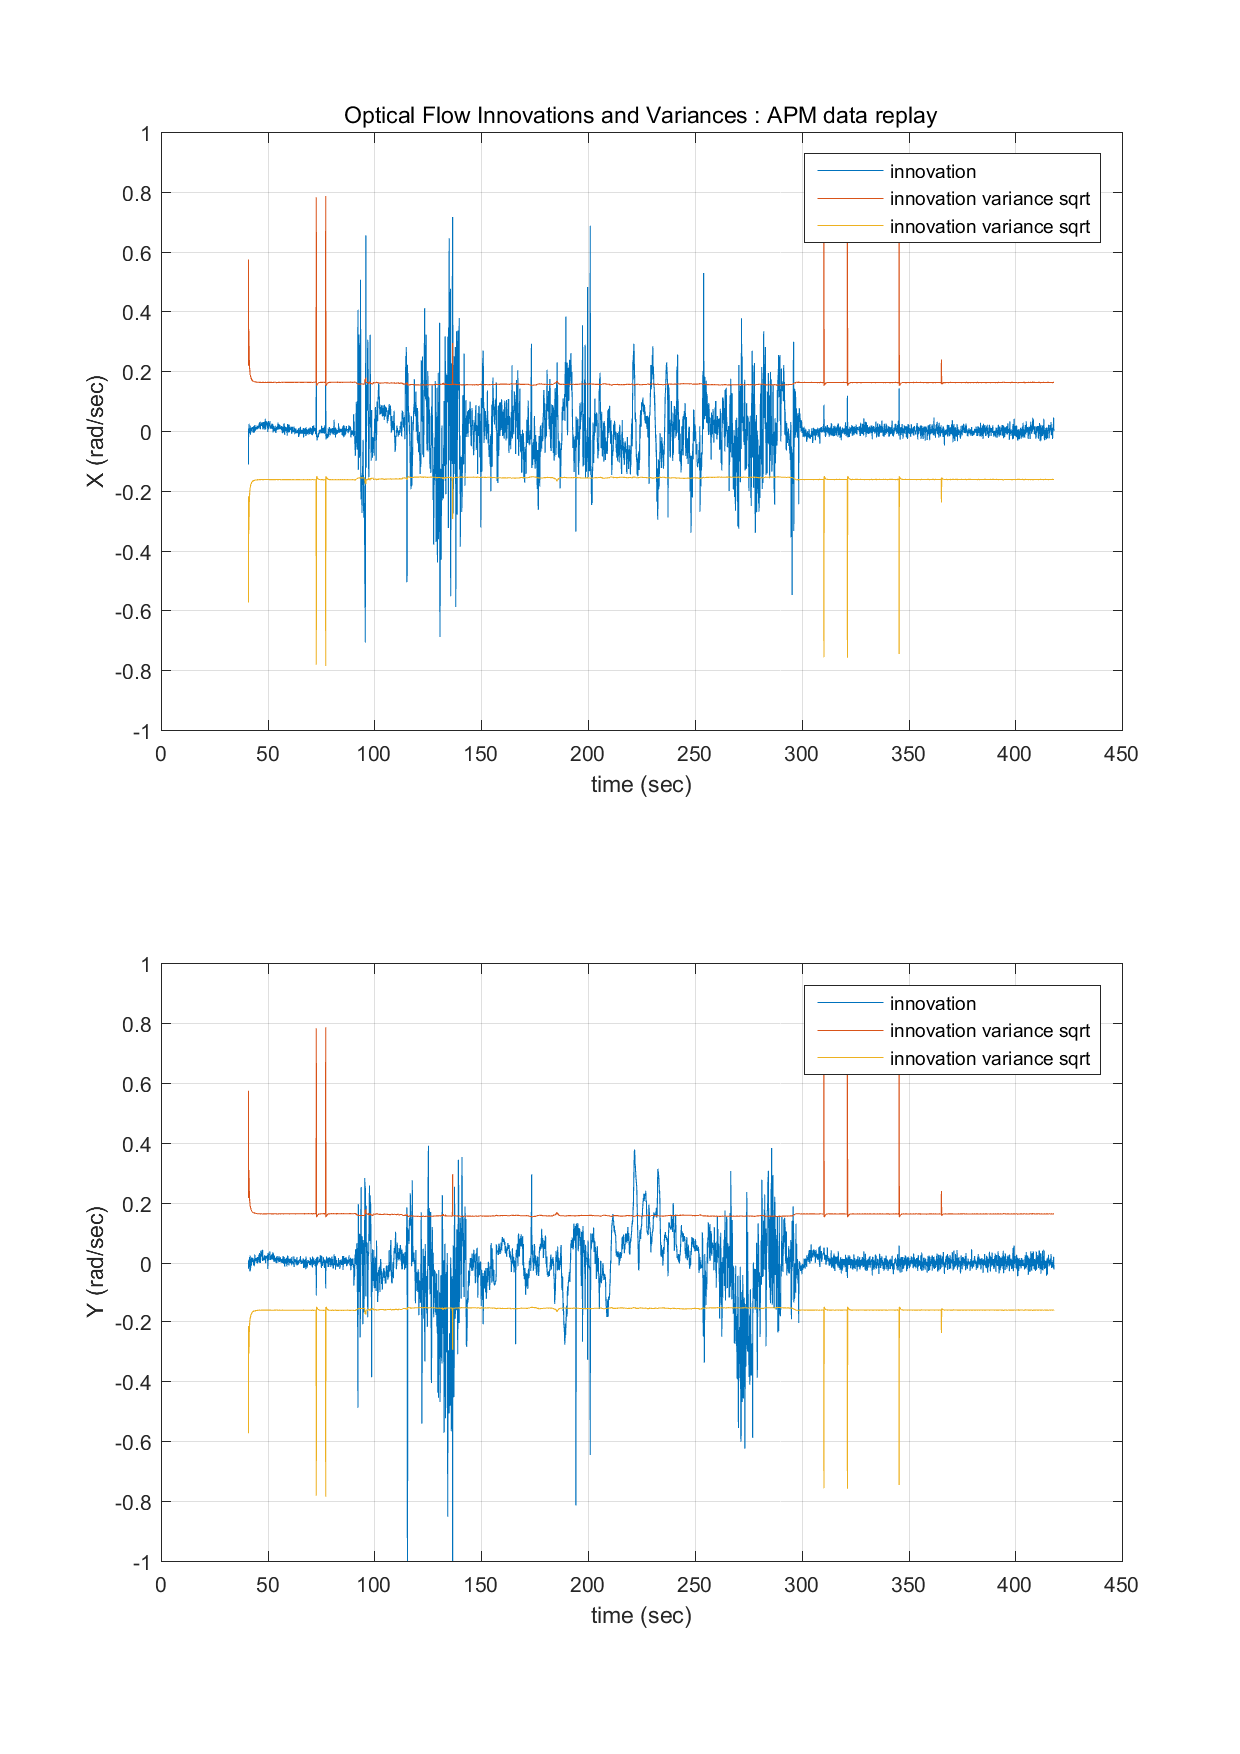 Optical Flow Innovations and Variances : APM data replay
1
0.8
0.6
0.4
0.2
0
-0.2
-0.4
-0.6
-0.8
-1
X (rad/sec)
innovation
innovation variance sqrt
innovation variance sqrt
0 50 100 150 200 250 300 350 400 450
time (sec)
1
0.8
0.6
0.4
0.2
0
-0.2
-0.4
-0.6
-0.8
-1
Y (rad/sec)
innovation
innovation variance sqrt
innovation variance sqrt
0 50 100 150 200 250 300 350 400 450
time (sec)